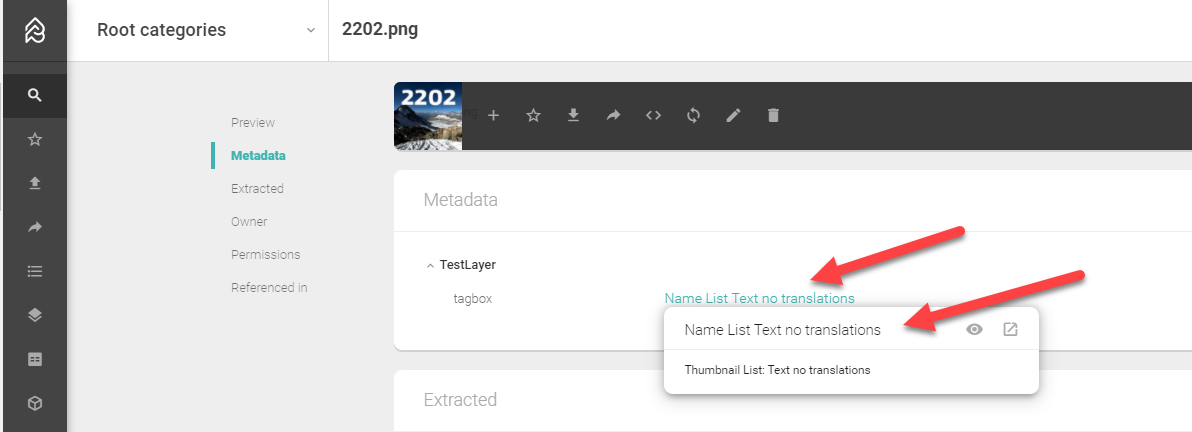 Root categories
2202.png
2202
Preview
Metadata
Extracted
Owner
Permissions
Referenced in
Metadata
TestLayer
tagbox
Name List Text no translations
Name List Text no translations
Thumbnail List: Text no translations
Extracted